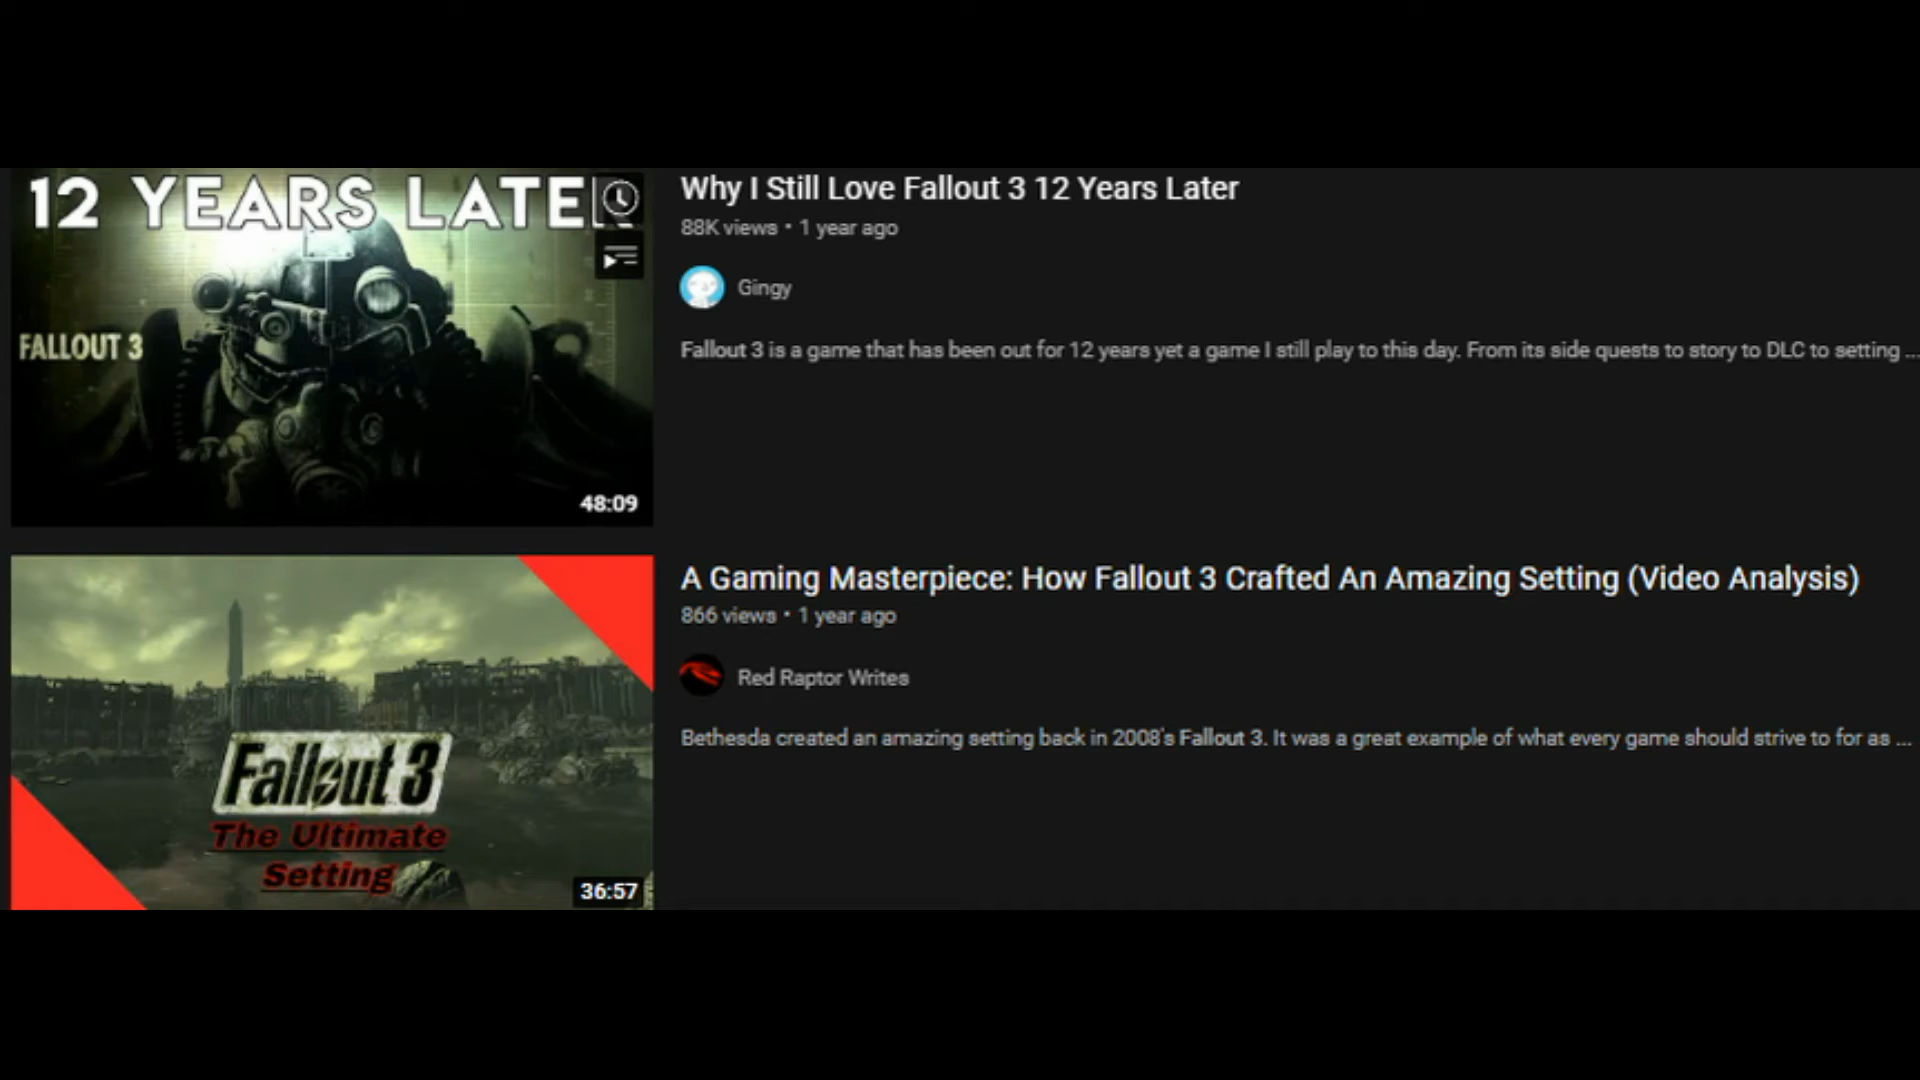 12 YEARS LATER
FALLOUT 3
48:09
Why I Still Love Fallout 3 12 Years Later
88K views • 1 year ago
Gingy
Fallout 3 is a game that has been out for 12 years yet a game I still play to this day. From its side quests to story to DLC to setting ...
Fallout 3
The Ultimate
Setting
36:57
A Gaming Masterpiece: How Fallout 3 Crafted An Amazing Setting (Video Analysis)
866 views • 1 year ago
Red Raptor Writes
Bethesda created an amazing setting back in 2008's Fallout 3. It was a great example of what every game should strive to for as ...